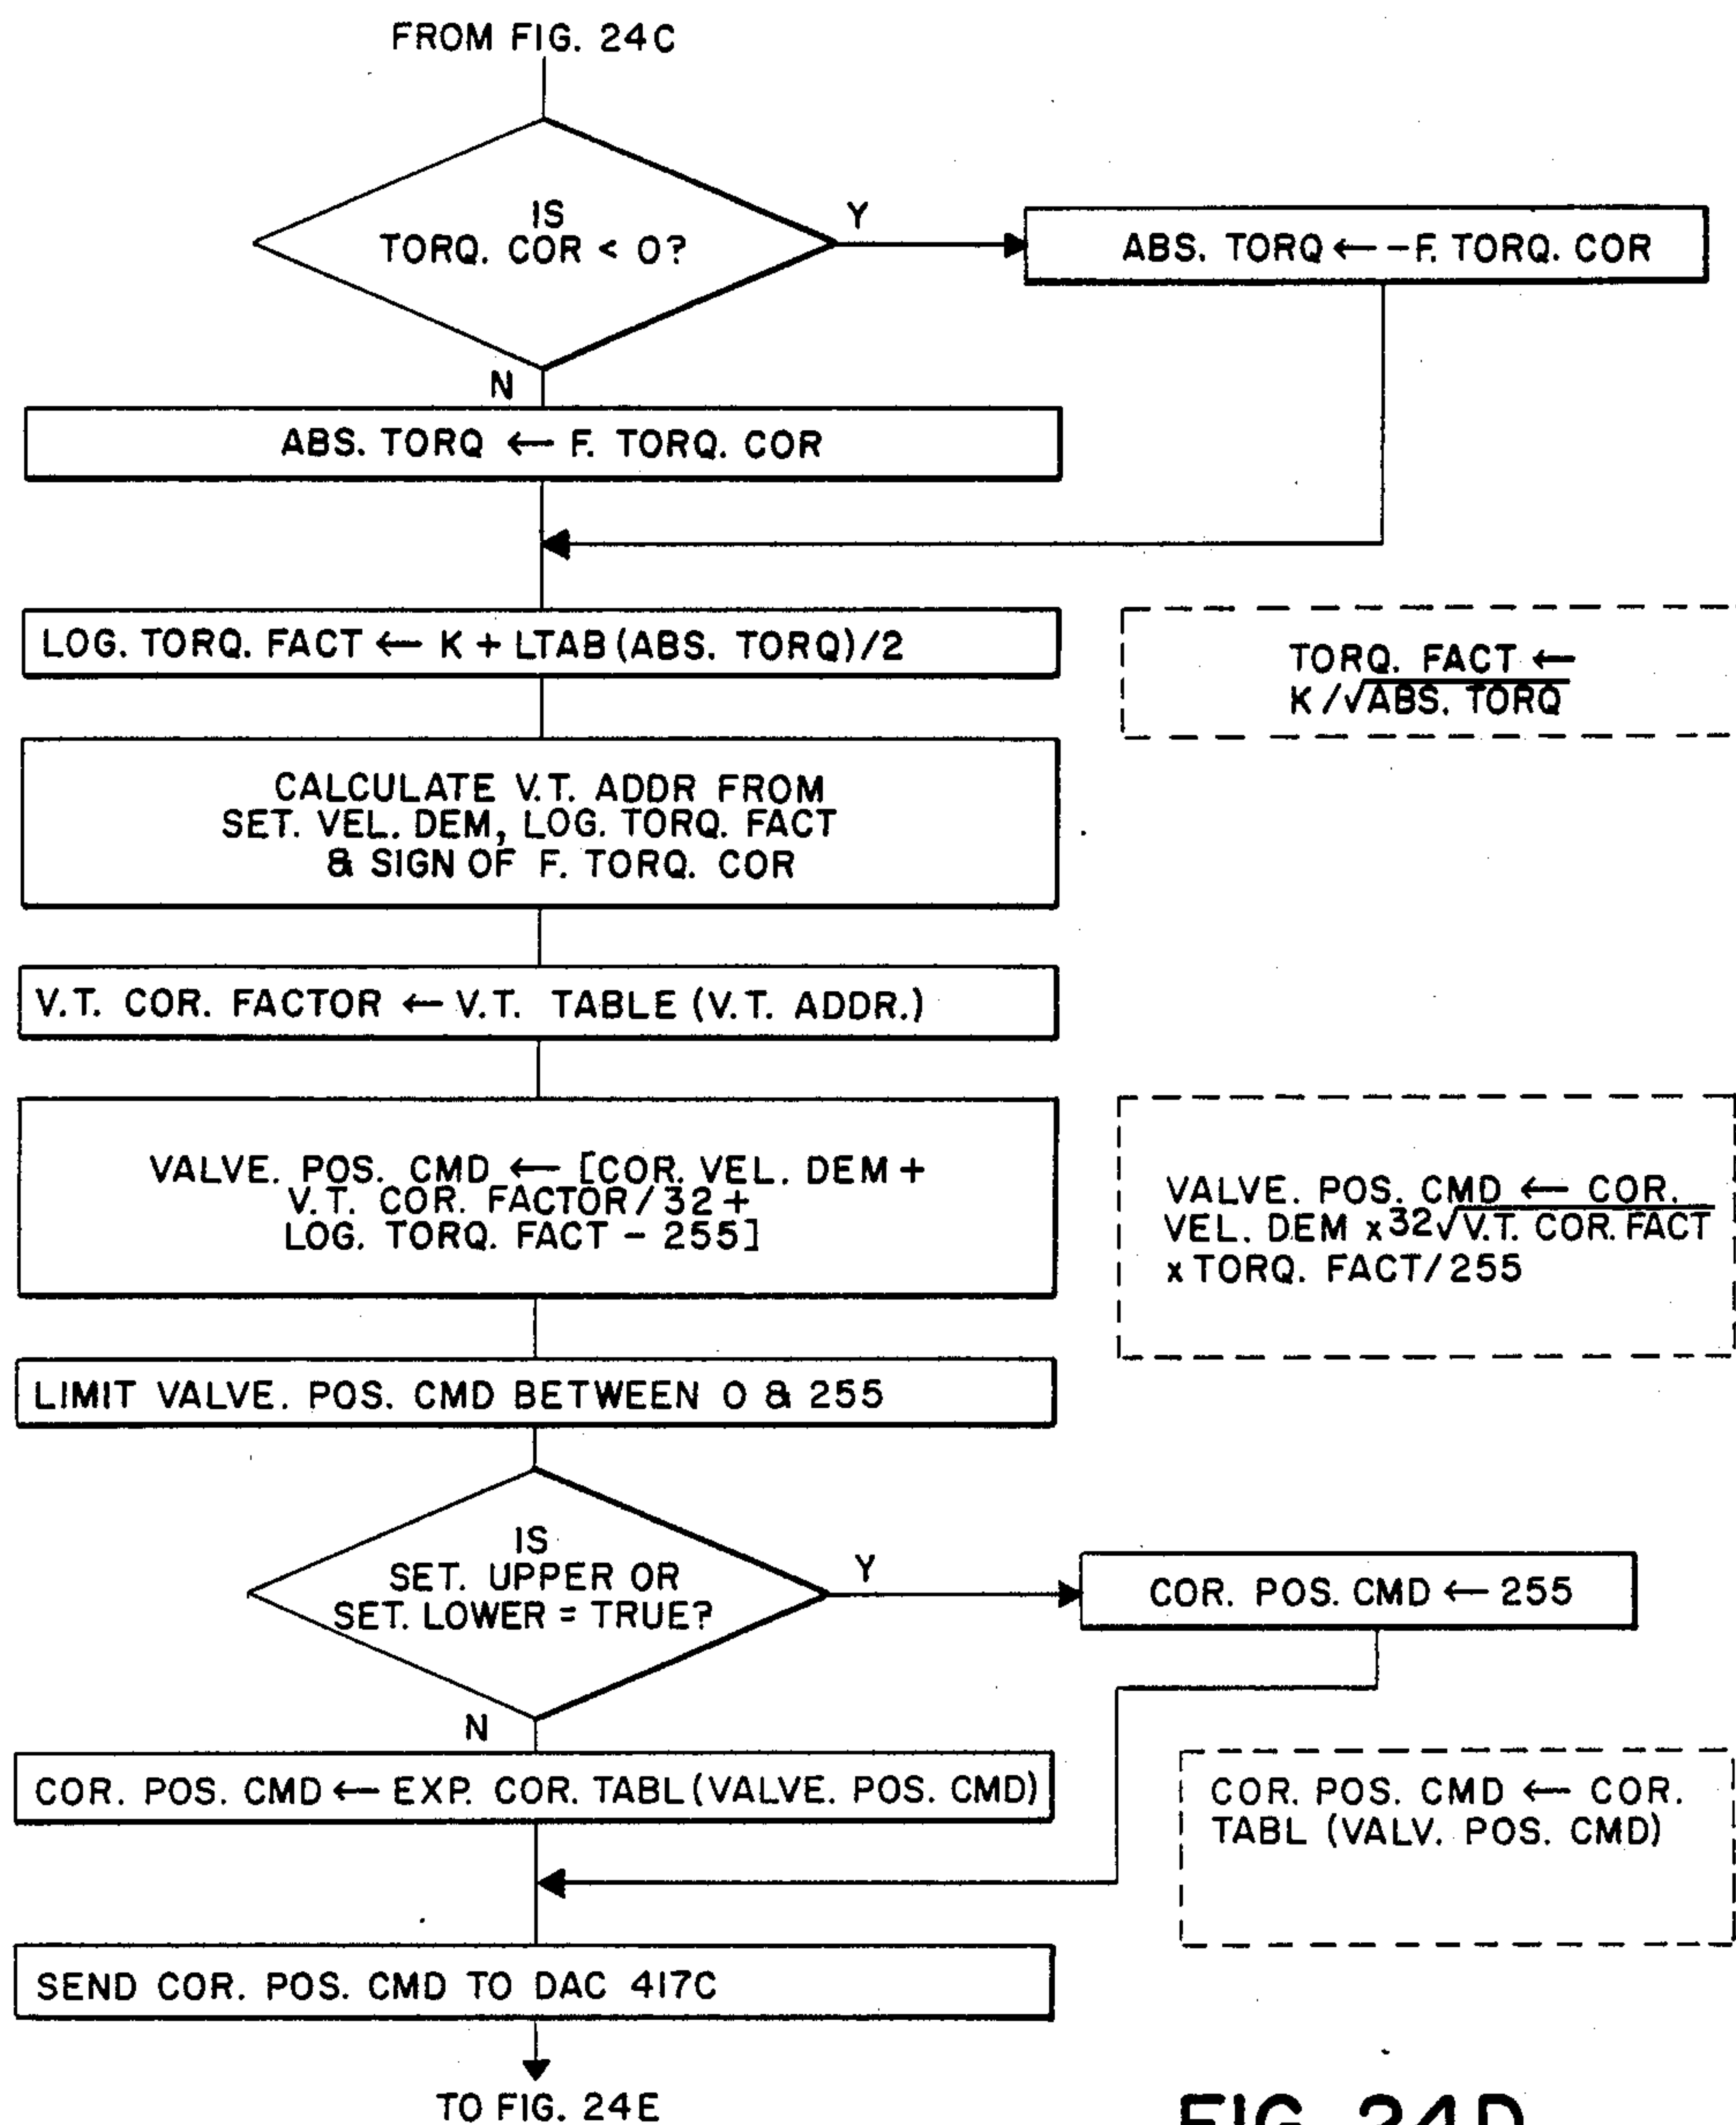 FROM FIG. 24C
IS
TORQ. COR < 0?
Y
ABS. TORQ ← -F. TORQ. COR
N
ABS. TORQ ← F. TORQ. COR
LOG. TORQ. FACT ← K + LTAB (ABS. TORQ)/2
TORQ. FACT ←
K/√ABS. TORQ
CALCULATE V.T. ADDR FROM
SET. VEL. DEM, LOG. TORQ. FACT
& SIGN OF F. TORQ. COR
V.T. COR. FACTOR ← V.T. TABLE (V.T. ADDR.)
VALVE. POS. CMD ← [COR. VEL. DEM +
V.T. COR. FACTOR/32 +
LOG. TORQ. FACT - 255]
VALVE. POS. CMD ← COR.
VEL. DEM x 32√V.T. COR. FACT
x TORQ. FACT/255
LIMIT VALVE. POS. CMD BETWEEN 0 & 255
IS
SET. UPPER OR
SET. LOWER = TRUE?
Y
COR. POS. CMD ← 255
N
COR. POS. CMD ← EXP. COR. TABL (VALVE. POS. CMD)
COR. POS. CMD ← COR.
TABL (VALV. POS. CMD)
SEND COR. POS. CMD TO DAC 417C
TO FIG. 24E
FIG. 24D